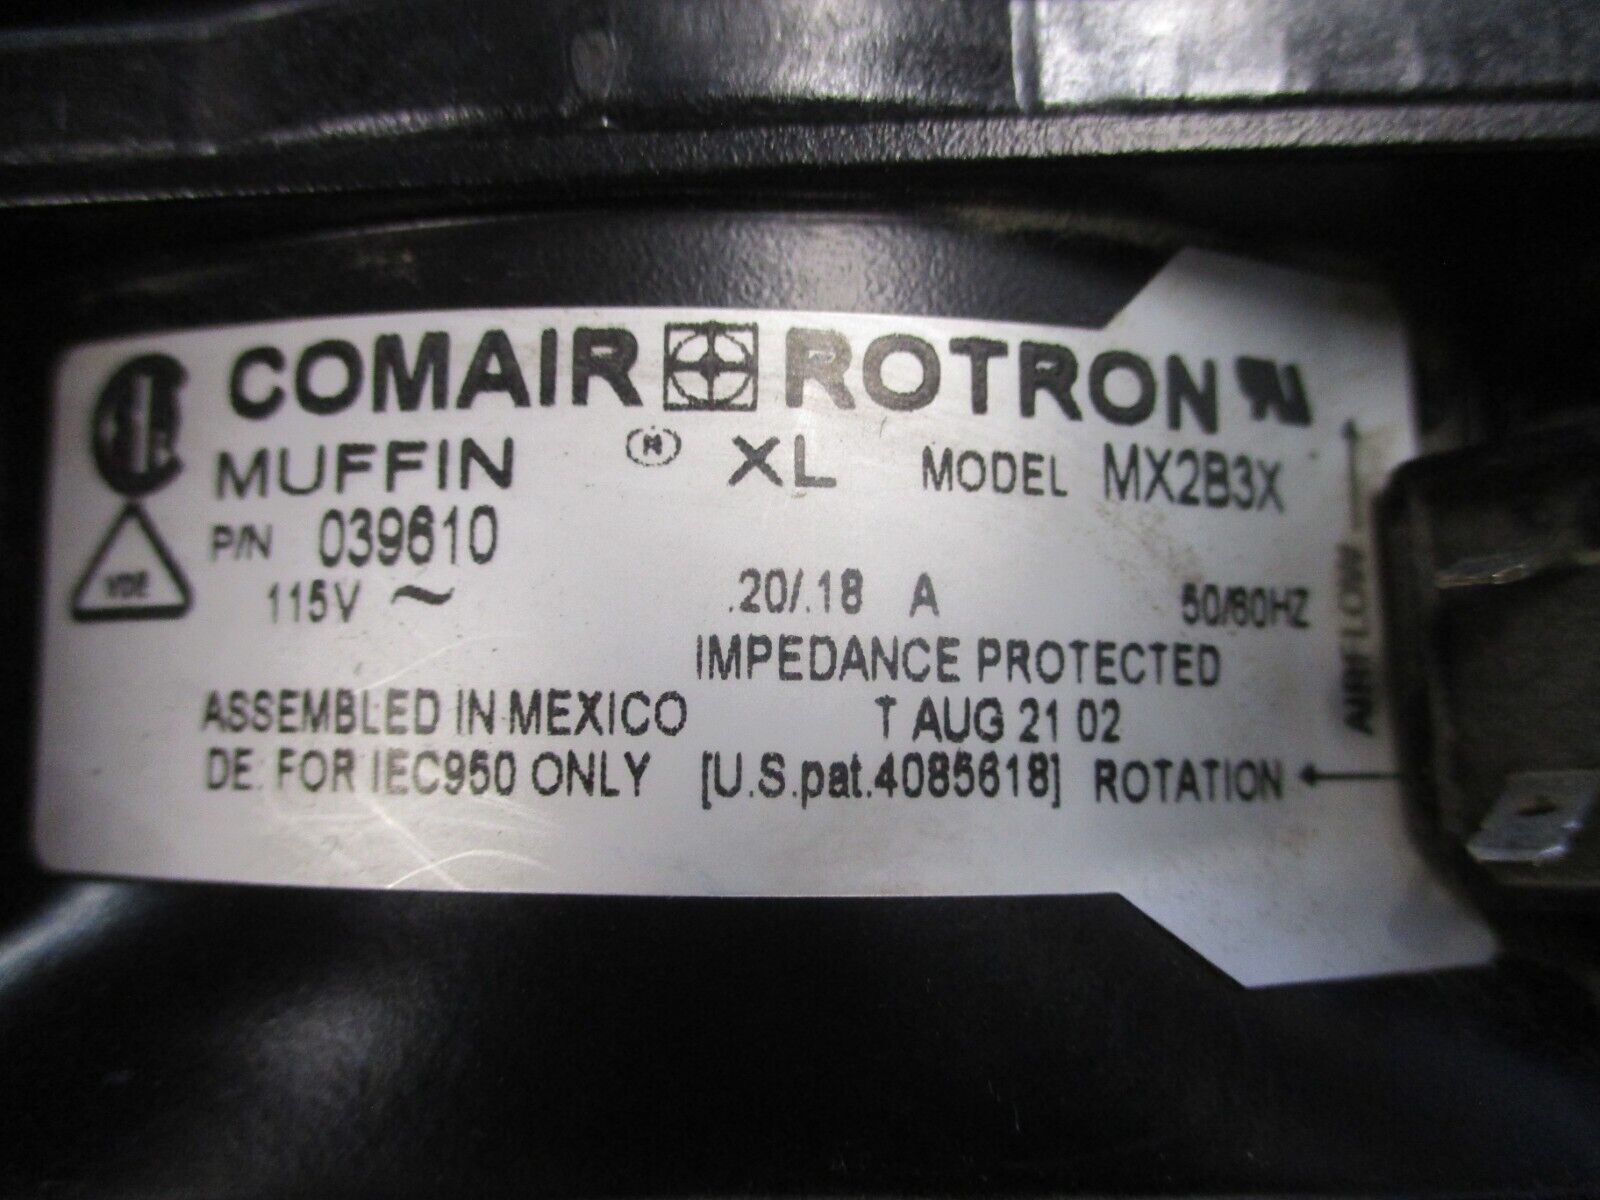 COMAIR ROTRON
MUFFIN ® XL MODEL MX2B3X
P/N 039610
VDE
115V ~ .20/.18 A 50/60HZ
IMPEDANCE PROTECTED
ASSEMBLED IN MEXICO T AUG 21 02
DE: FOR IEC950 ONLY [U.S.pat.4085618] ROTATION
AIRFLOW